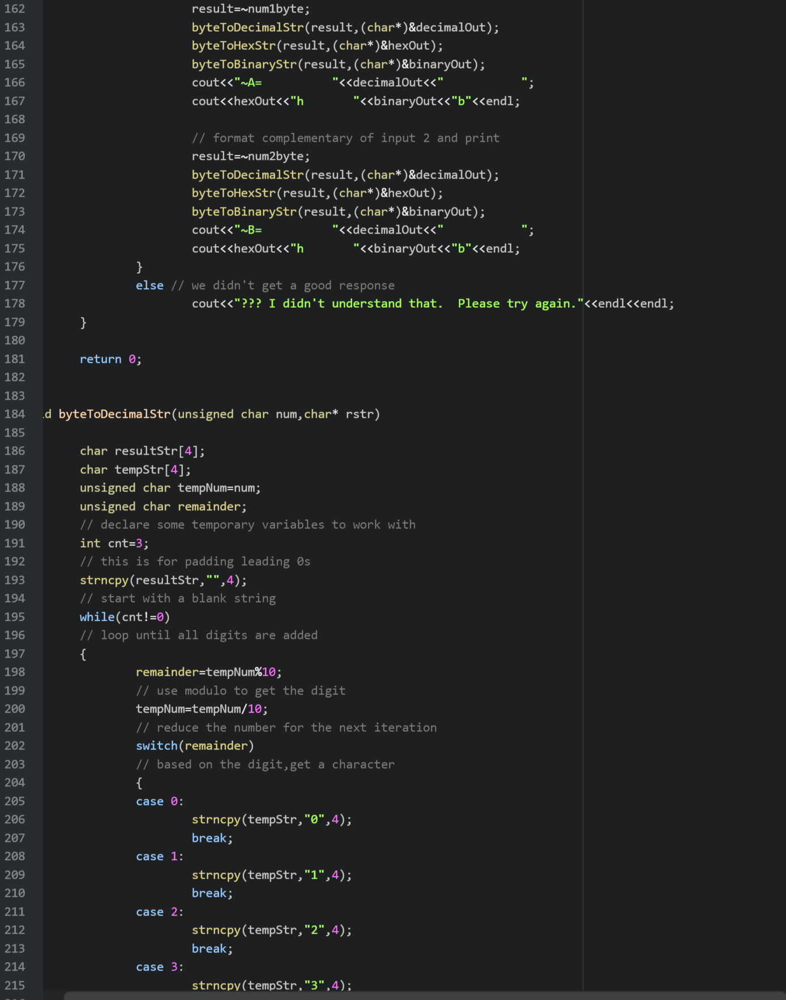 162 result=~num1byte;
163 byteToDecimalStr(result,(char*)&decimalOut);
164 byteToHexStr(result,(char*)&hexOut);
165 byteToBinaryStr(result,(char*)&binaryOut);
166 cout<<"~A=          "<<decimalOut<<"           ";
167 cout<<hexOut<<"h       "<<binaryOut<<"b"<<endl;
168
169 // format complementary of input 2 and print
170 result=~num2byte;
171 byteToDecimalStr(result,(char*)&decimalOut);
172 byteToHexStr(result,(char*)&hexOut);
173 byteToBinaryStr(result,(char*)&binaryOut);
174 cout<<"~B=          "<<decimalOut<<"           ";
175 cout<<hexOut<<"h       "<<binaryOut<<"b"<<endl;
176 }
177 else // we didn't get a good response
178 cout<<"??? I didn't understand that.  Please try again."<<endl<<endl;
179 }
180
181 return 0;
182
183
184 d byteToDecimalStr(unsigned char num,char* rstr)
185
186 char resultStr[4];
187 char tempStr[4];
188 unsigned char tempNum=num;
189 unsigned char remainder;
190 // declare some temporary variables to work with
191 int cnt=3;
192 // this is for padding leading 0s
193 strncpy(resultStr,"",4);
194 // start with a blank string
195 while(cnt!=0)
196 // loop until all digits are added
197 {
198 remainder=tempNum%10;
199 // use modulo to get the digit
200 tempNum=tempNum/10;
201 // reduce the number for the next iteration
202 switch(remainder)
203 // based on the digit,get a character
204 {
205 case 0:
206 strncpy(tempStr,"0",4);
207 break;
208 case 1:
209 strncpy(tempStr,"1",4);
210 break;
211 case 2:
212 strncpy(tempStr,"2",4);
213 break;
214 case 3:
215 strncpy(tempStr,"3",4);